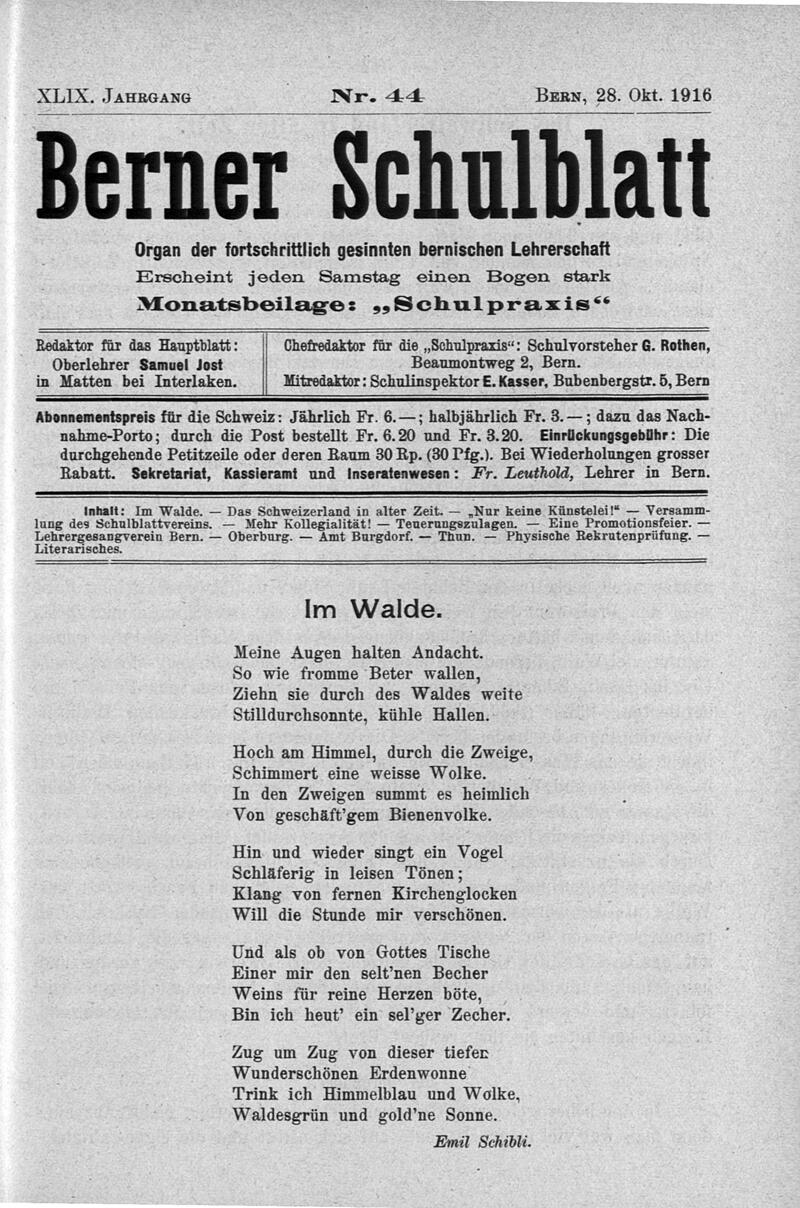 XLIX. JAHRGANG Nr. 44 BERN, 28. Okt. 1916
Berner Schulblatt
Organ der fortschrittlich gesinnten bernischen Lehrerschaft
Erscheint jeden Samstag einen Bogen stark
Monatsbeilage: „Schulpraxis“
Redaktor für das Hauptblatt:
Oberlehrer Samuel Jost
in Matten bei Interlaken.
Chefredaktor für die „Schulpraxis“: Schulvorsteher G. Rothen,
Beaumontweg 2, Bern.
Mitredaktor: Schulinspektor E. Kasser, Bubenbergstr. 5, Bern
Abonnementspreis für die Schweiz: Jährlich Fr. 6.—; halbjährlich Fr. 3.—; dazu das Nach-
nahme-Porto; durch die Post bestellt Fr. 6.20 und Fr. 3.20. Einrückungsgebühr: Die
durchgehende Petitzeile oder deren Raum 30 Rp. (30 Pfg.). Bei Wiederholungen grosser
Rabatt. Sekretariat, Kassieramt und Inseratenwesen: Fr. Leuthold, Lehrer in Bern.
Inhalt: Im Walde. — Das Schweizerland in alter Zeit. — „Nur keine Künstelei!“ — Versamm-
lung des Schulblattvereins. — Mehr Kollegialität! — Teuerungszulagen. — Eine Promotionsfeier. —
Lehrergesangverein Bern. — Oberburg. — Amt Burgdorf. — Thun. — Physische Rekrutenprüfung. —
Literarisches.
Im Walde.
Meine Augen halten Andacht.
So wie fromme Beter wallen,
Ziehn sie durch des Waldes weite
Stilldurchsonnte, kühle Hallen.
Hoch am Himmel, durch die Zweige,
Schimmert eine weisse Wolke.
In den Zweigen summt es heimlich
Von geschäft'gem Bienenvolke.
Hin und wieder singt ein Vogel
Schläferig in leisen Tönen;
Klang von fernen Kirchenglocken
Will die Stunde mir verschönen.
Und als ob von Gottes Tische
Einer mir den selt'nen Becher
Weins für reine Herzen böte,
Bin ich heut' ein sel'ger Zecher.
Zug um Zug von dieser tiefen
Wunderschönen Erdenwonne
Trink ich Himmelblau und Wolke,
Waldesgrün und gold'ne Sonne.
Emil Schibli.